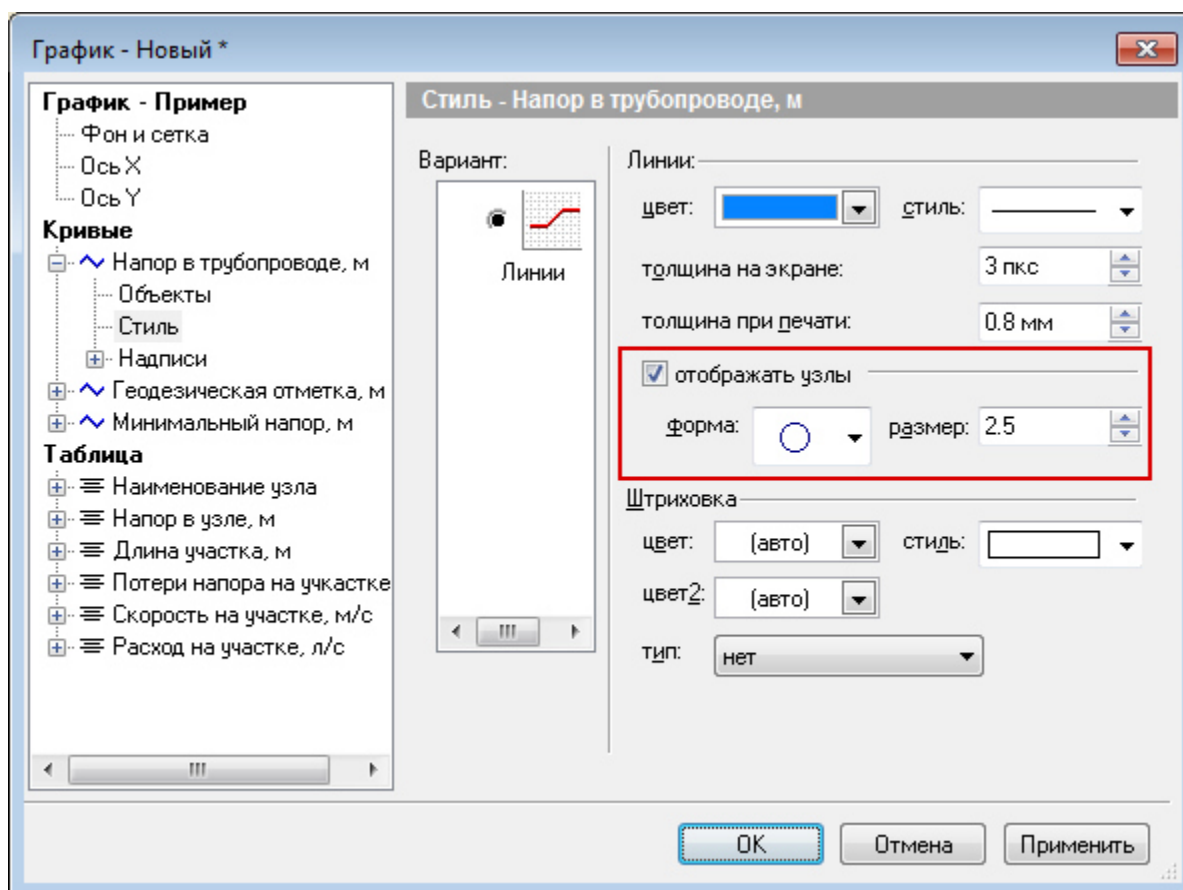 График - Новый *
График - Пример
Фон и сетка
Ось X
Ось Y
Кривые
Напор в трубопроводе, м
Объекты
Стиль
Надписи
Геодезическая отметка, м
Минимальный напор, м
Таблица
Наименование узла
Напор в узле, м
Длина участка, м
Потери напора на учкастке
Скорость на участке, м/с
Расход на участке, л/с
Стиль - Напор в трубопроводе, м
Вариант:
Линии
Линии:
цвет:
стиль:
толщина на экране: 3 пкс
толщина при печати: 0.8 мм
отображать узлы
форма:
размер: 2.5
Штриховка
цвет: (авто)
стиль:
цвет2: (авто)
тип: нет
OK
Отмена
Применить